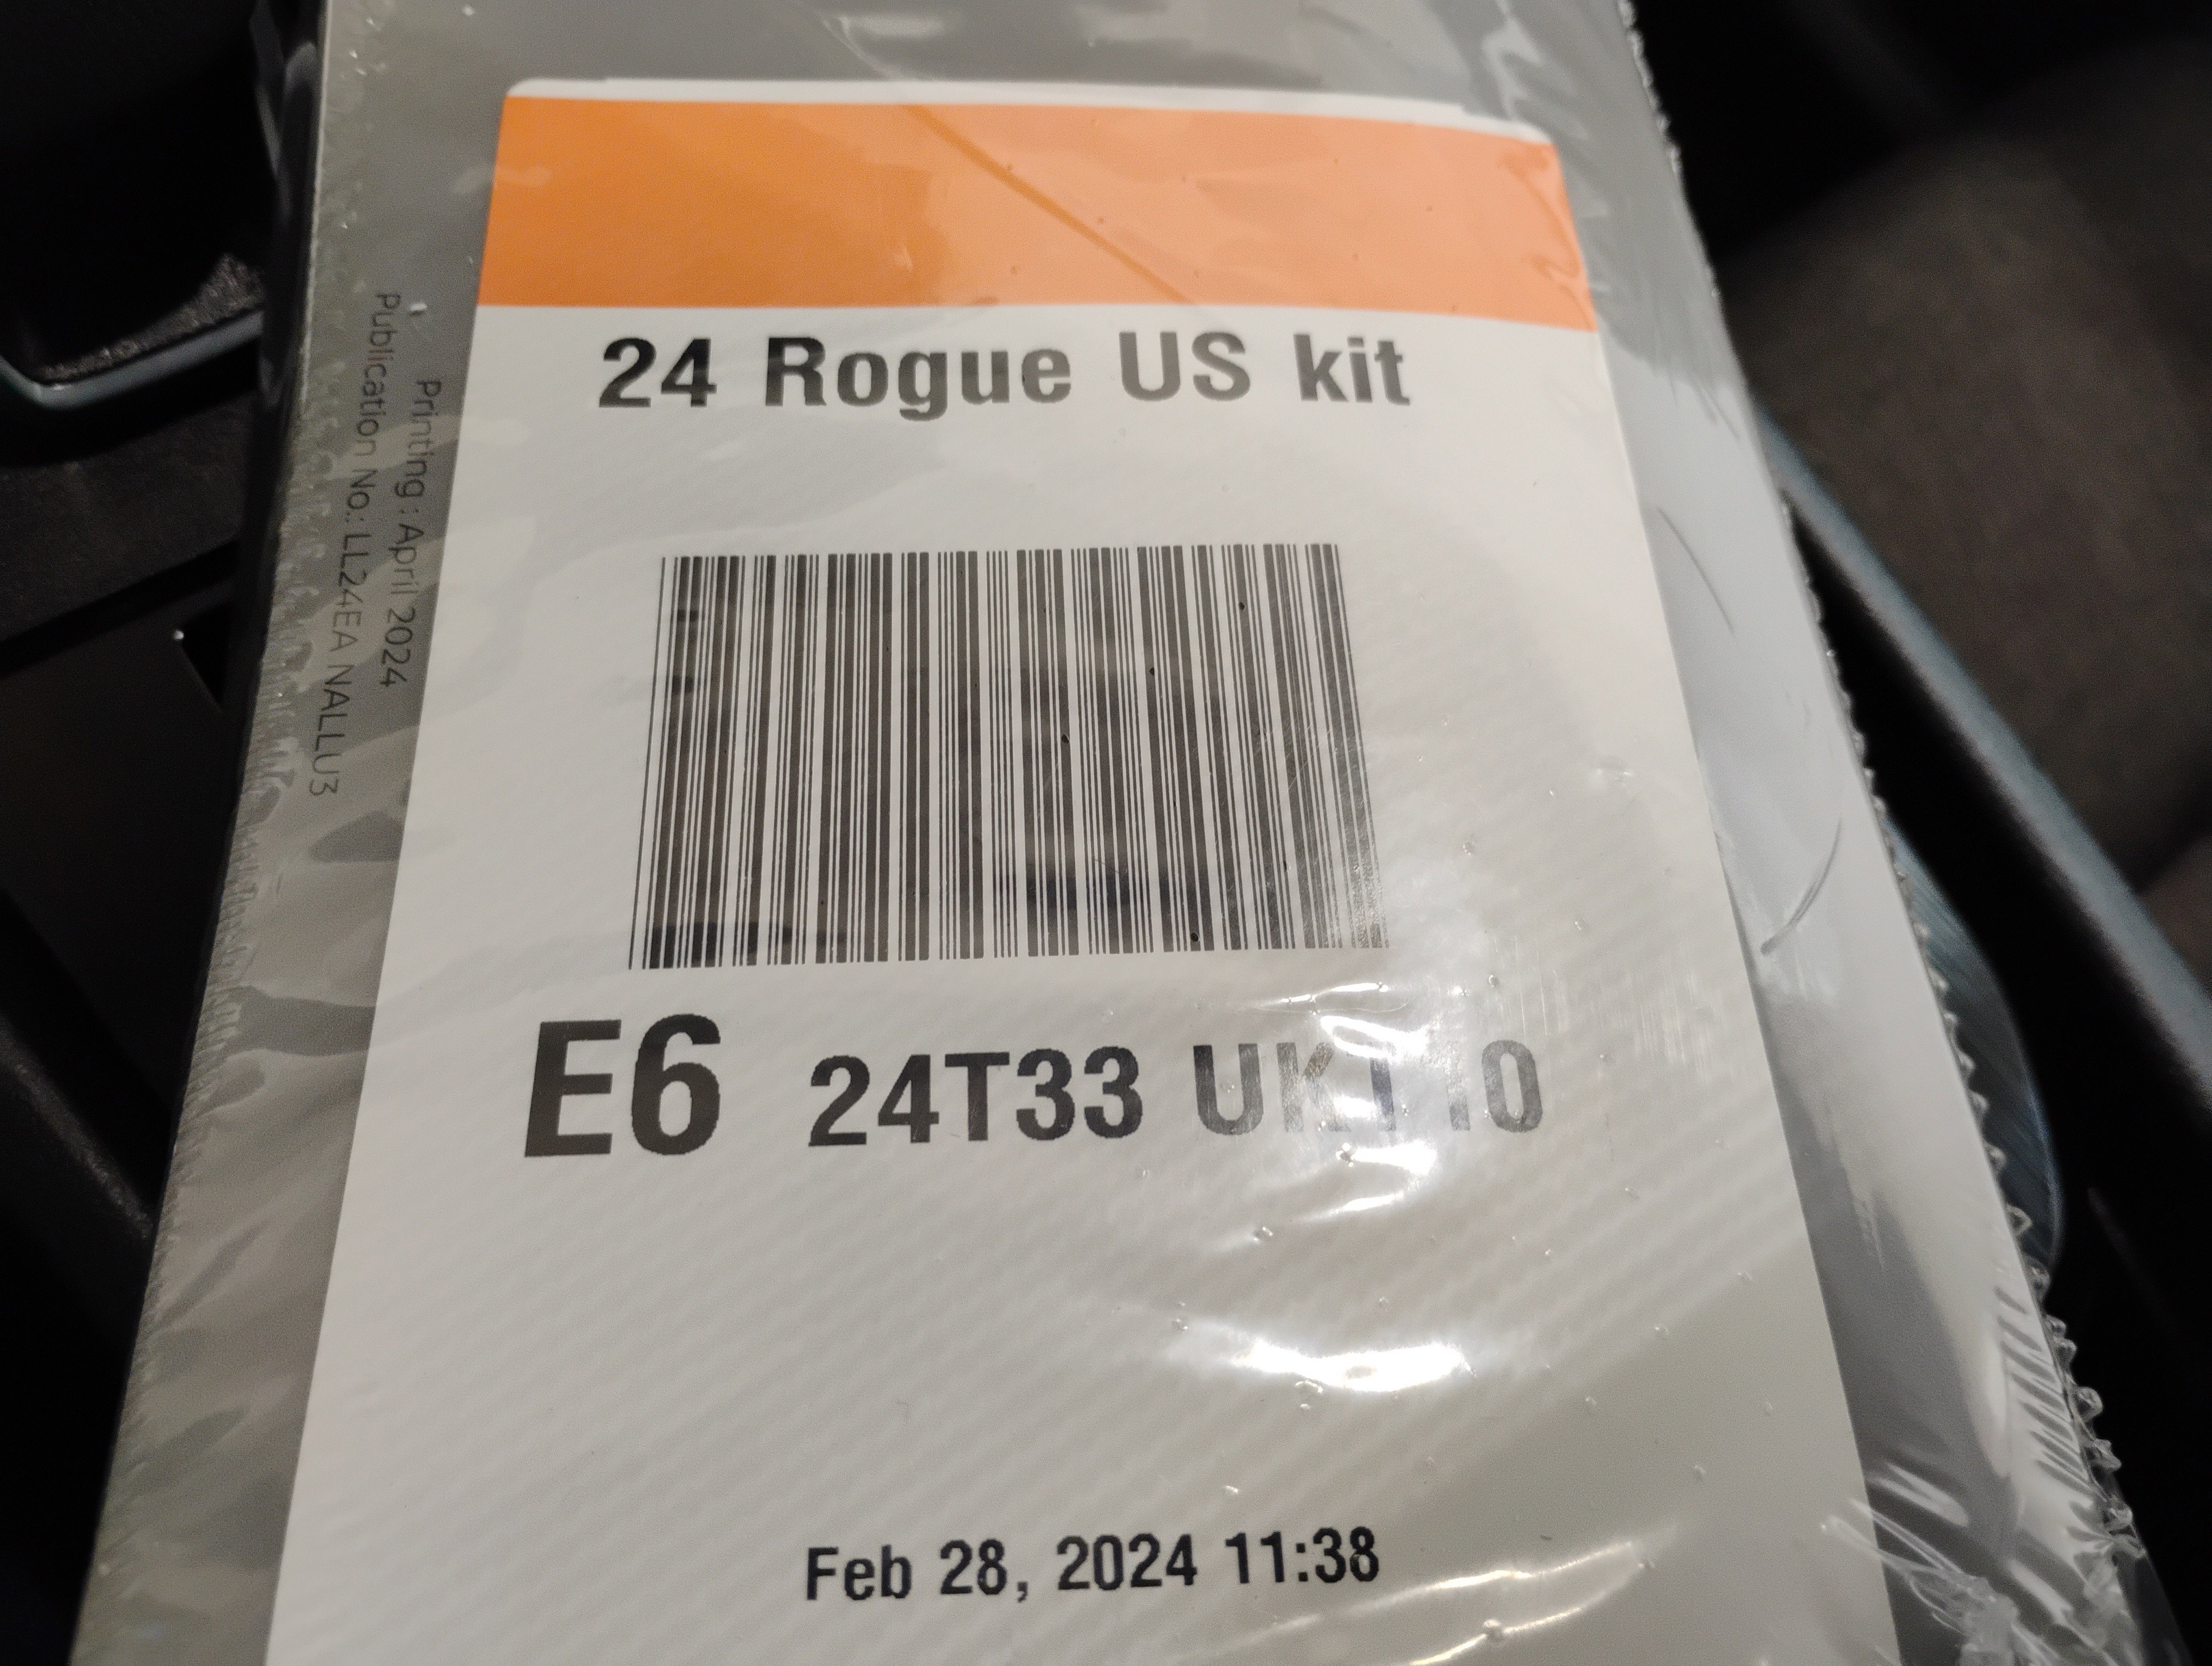 24 Rogue US kit
E6 24T33
Feb 28, 2024 11:38
Printing : April 2024
Publication No.: LL24EA NALLU3